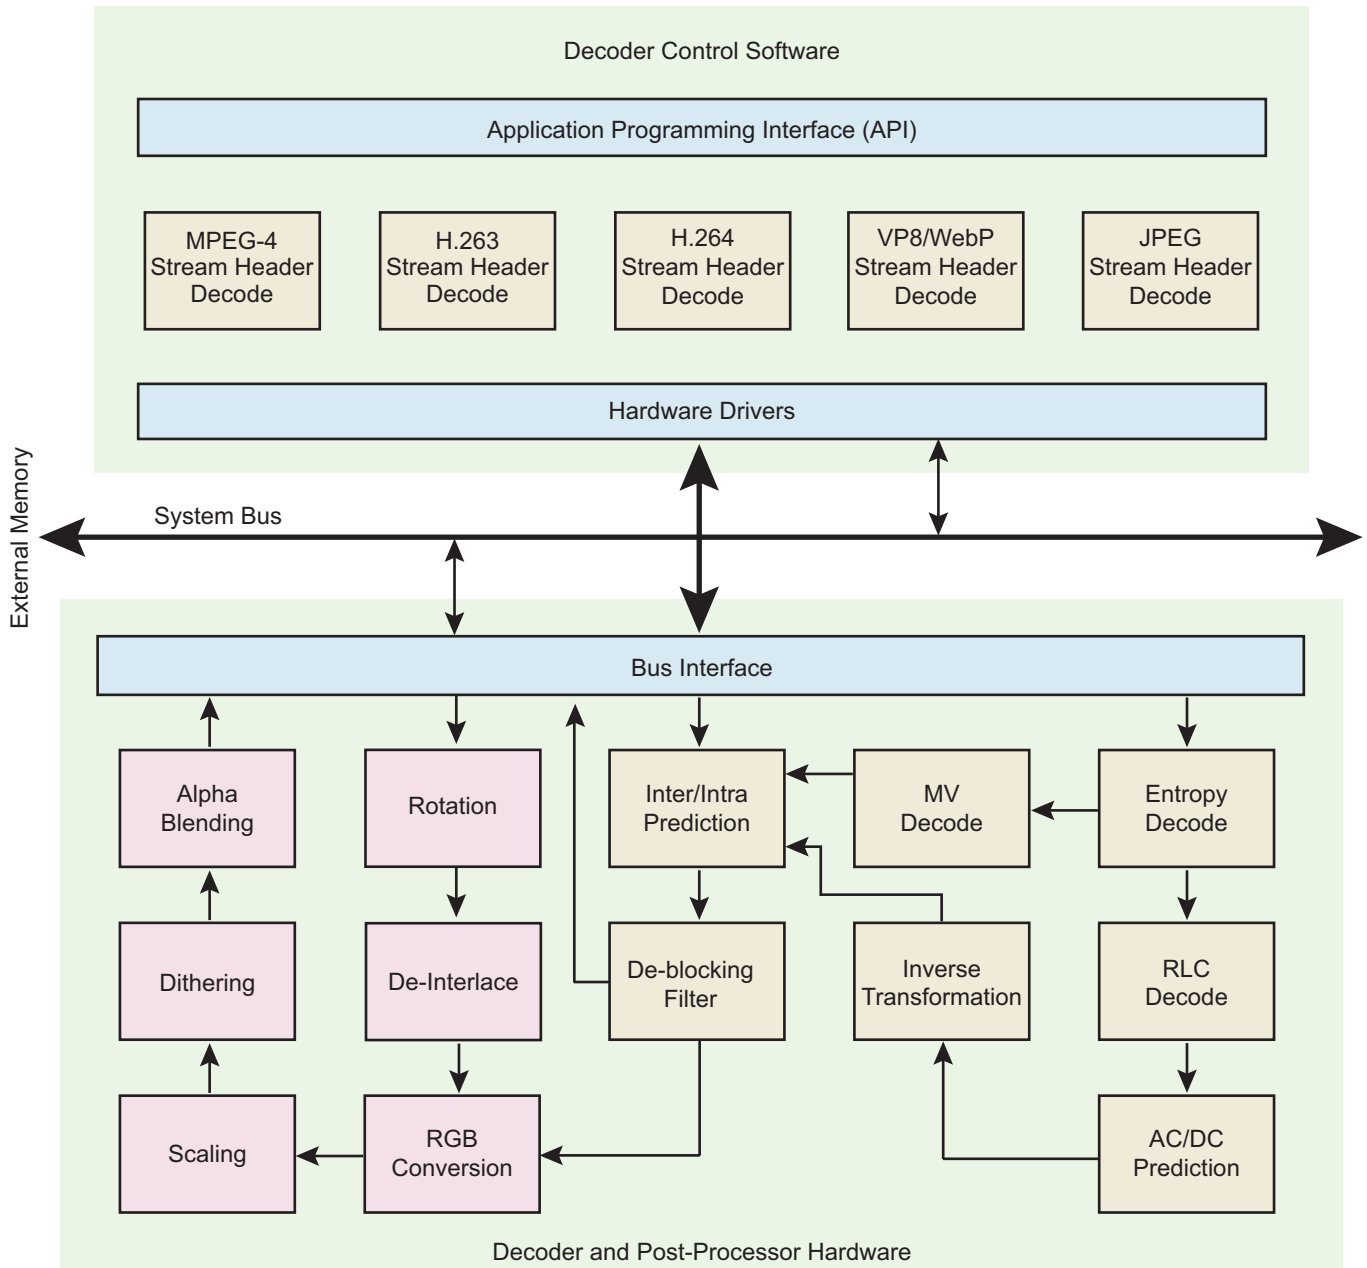 Decoder Control Software
Application Programming Interface (API)
MPEG-4
Stream Header
Decode
H.263
Stream Header
Decode
H.264
Stream Header
Decode
VP8/WebP
Stream Header
Decode
JPEG
Stream Header
Decode
Hardware Drivers
External Memory
System Bus
Bus Interface
Alpha
Blending
Rotation
Inter/Intra
Prediction
MV
Decode
Entropy
Decode
Dithering
De-Interlace
De-blocking
Filter
Inverse
Transformation
RLC
Decode
Scaling
RGB
Conversion
AC/DC
Prediction
Decoder and Post-Processor Hardware